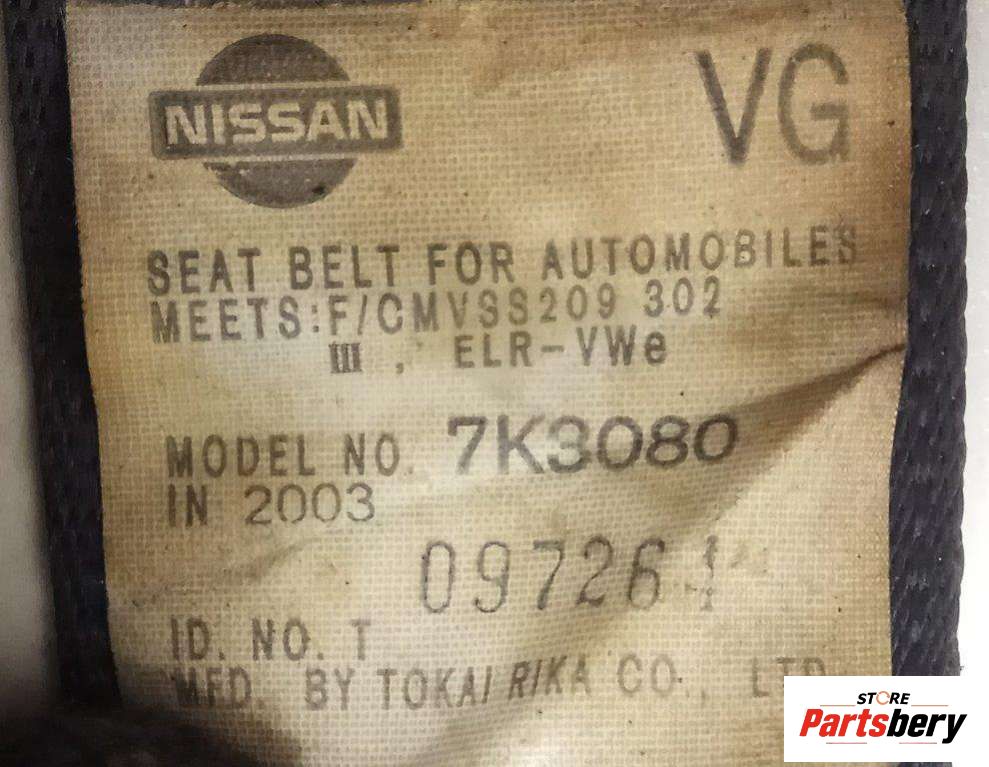 NISSAN VG
SEAT BELT FOR AUTOMOBILES
MEETS:F/CMVSS209 302
III , ELR-VWe
MODEL NO. 7K3080
IN 2003
ID. NO. T
MFD. BY TOKAI RIKA CO., LTD
STORE
Partsbery